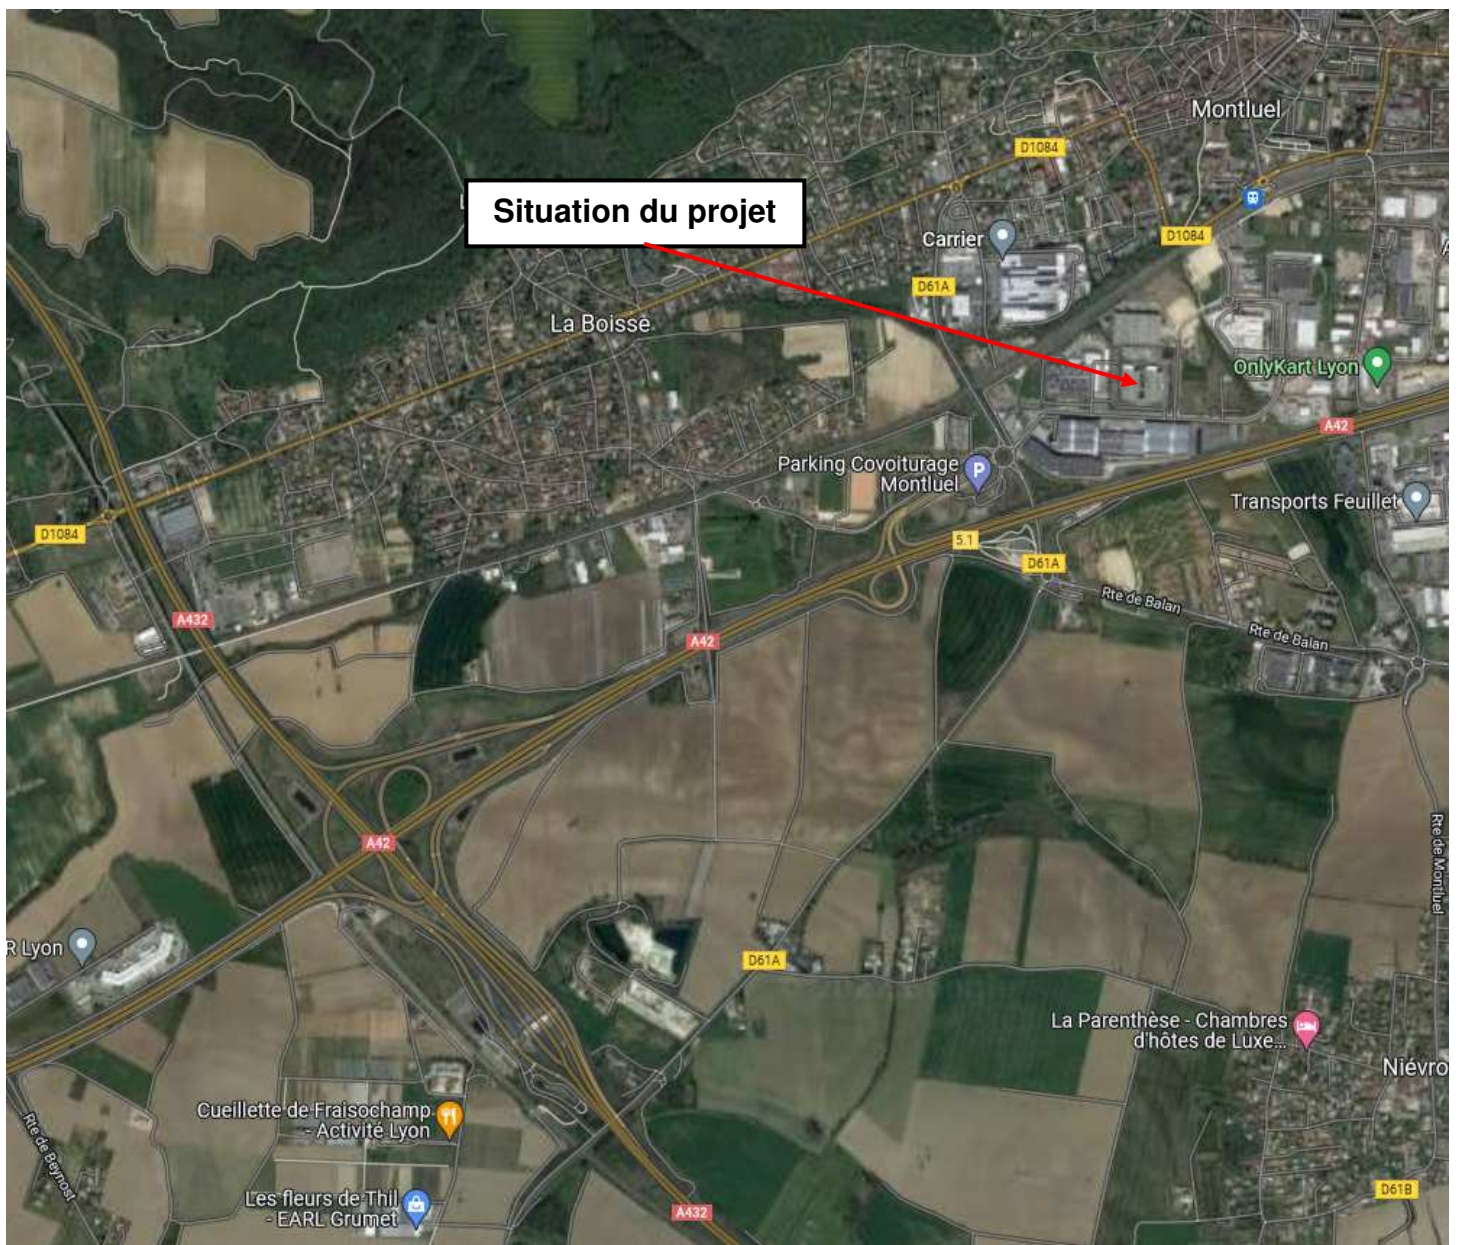 Montluel
D1084
Situation du projet
Carrier
D1084
D61A
La Boisse
OnlyKart Lyon
A42
Parking Covoiturage
Montluel
Transports Feuillet
D1084
5.1
D61A
Rte de Balan
A432
Rte de Balan
A42
Rte de Montluel
A42
R Lyon
D61A
La Parenthèse - Chambres
d'hôtes de Luxe...
Niévro
Cueillette de Fraisochamp
- Activité Lyon
Rte de Beynost
D61B
Les fleurs de Thil
- EARL Grumet
A432